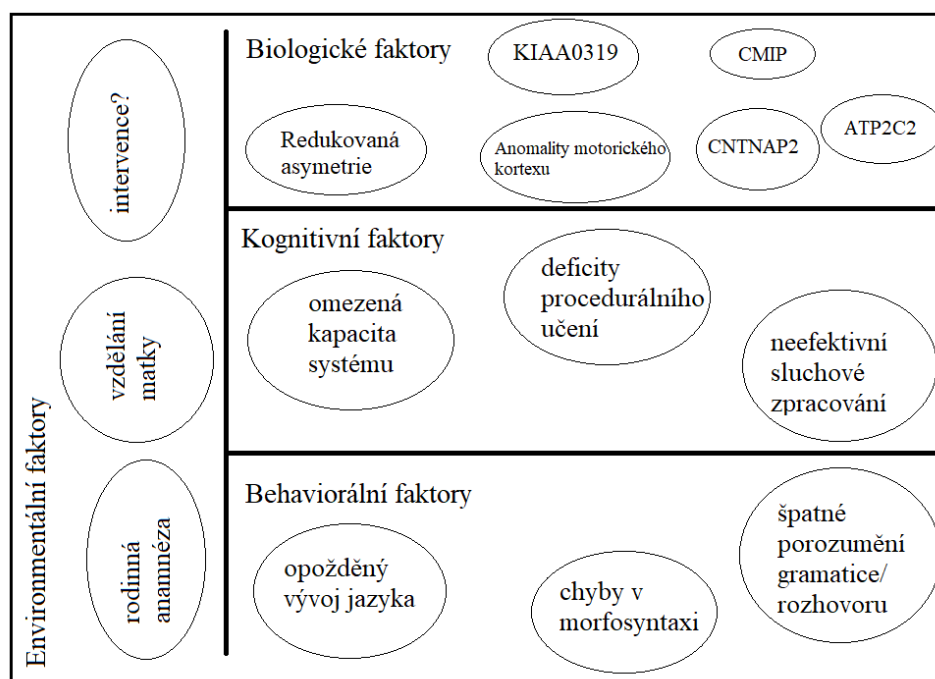 Environmentální faktory
intervence?
vzdělání
matky
rodinná
anamnéza
Biologické faktory
KIAA0319
CMIP
Redukovaná
asymetrie
Anomality motorického
kortexu
CNTNAP2
ATP2C2
Kognitivní faktory
omezená
kapacita
systému
deficity
procedurálního
učení
neefektivní
sluchové
zpracování
Behaviorální faktory
opožděný
vývoj jazyka
chyby v
morfosyntaxi
špatné
porozumění
gramatice/
rozhovoru